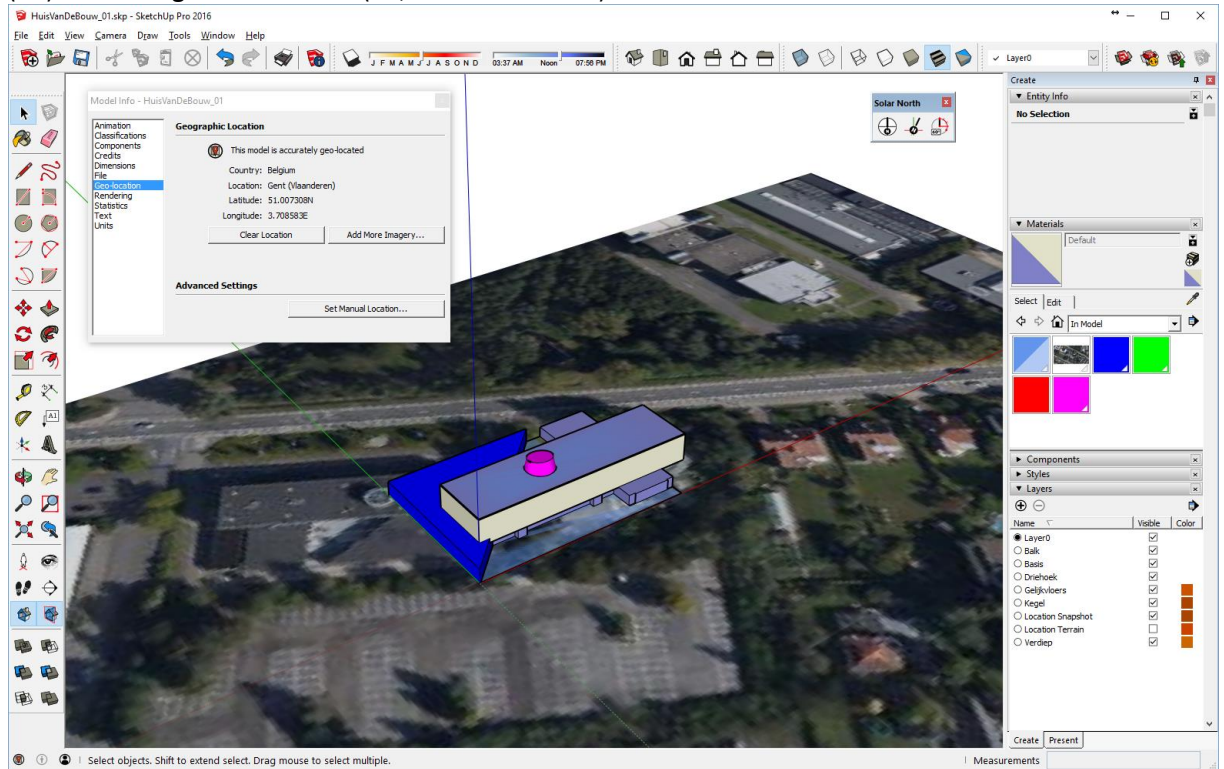 HuisVanDeBouw_01.skp - SketchUp Pro 2016
File Edit View Camera Draw Tools Window Help
J F M A M J J A S O N D 03:37 AM Noon 07:56 PM
Layer0
Model Info - HuisVanDeBouw_01
Animation
Classifications
Components
Credits
Dimensions
File
Geo-location
Rendering
Statistics
Text
Units
Geographic Location
This model is accurately geo-located
Country: Belgium
Location: Gent (Vlaanderen)
Latitude: 51.007308N
Longitude: 3.708583E
Clear Location Add More Imagery...
Advanced Settings
Set Manual Location...
Solar North
Create
Entity Info
No Selection
Materials
Default
Select Edit
In Model
Components
Styles
Layers
Name Visible Color
Layer0
Balk
Basis
Driehoek
Gelijkvloers
Kegel
Location Snapshot
Location Terrain
Verdiep
Create Present
Select objects. Shift to extend select. Drag mouse to select multiple.
Measurements